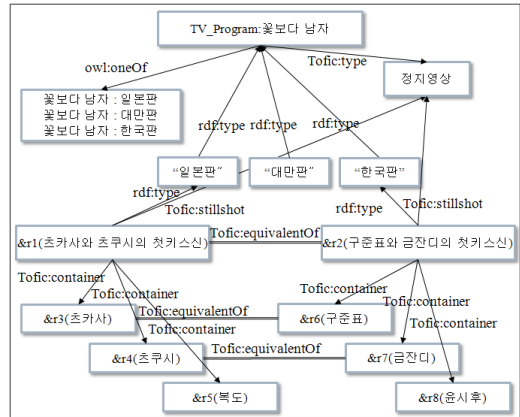 TV_Program:꽃보다 남자
owl:oneOf
Tofic:type
정지영상
꽃보다 남자 : 일본판
꽃보다 남자 : 대만판
꽃보다 남자 : 한국판
rdf:type
rdf:type
rdf:type
“일본판”
“대만판”
“한국판”
rdf:type
Tofic:stillshot
rdf:type
Tofic:stillshot
&r1(츠카사와 츠쿠시의 첫키스신)
Tofic:equivalentOf
&r2(구준표와 금잔디의 첫키스신)
Tofic:container
Tofic:container
Tofic:container
Tofic:container
Tofic:container
Tofic:container
&r3(츠카사)
Tofic:equivalentOf
&r6(구준표)
&r4(츠쿠시)
Tofic:equivalentOf
&r7(금잔디)
&r5(복도)
&r8(윤시후)